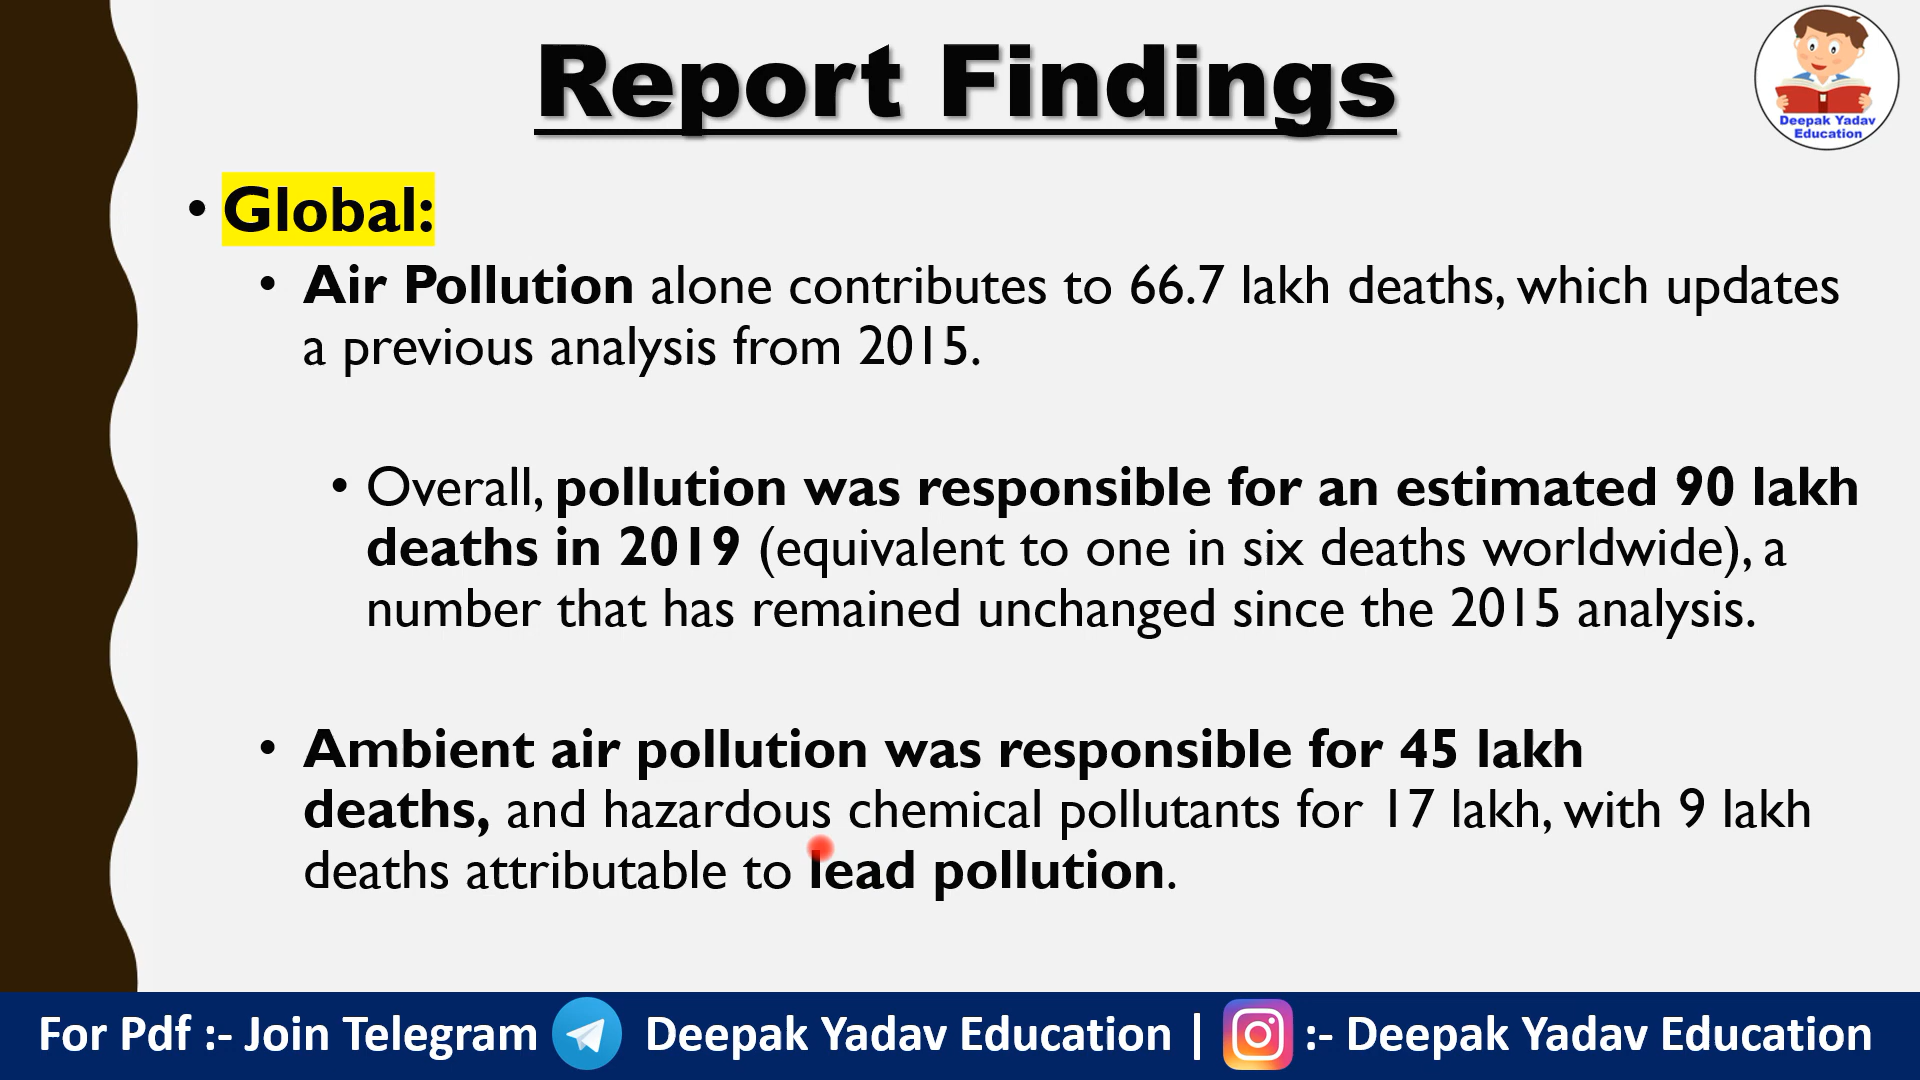 Report Findings
Deepak Yadav
Education
• Global:
• Air Pollution alone contributes to 66.7 lakh deaths, which updates
a previous analysis from 2015.
• Overall, pollution was responsible for an estimated 90 lakh
deaths in 2019 (equivalent to one in six deaths worldwide), a
number that has remained unchanged since the 2015 analysis.
• Ambient air pollution was responsible for 45 lakh
deaths, and hazardous chemical pollutants for 17 lakh, with 9 lakh
deaths attributable to lead pollution.
For Pdf :- Join Telegram Deepak Yadav Education | :- Deepak Yadav Education